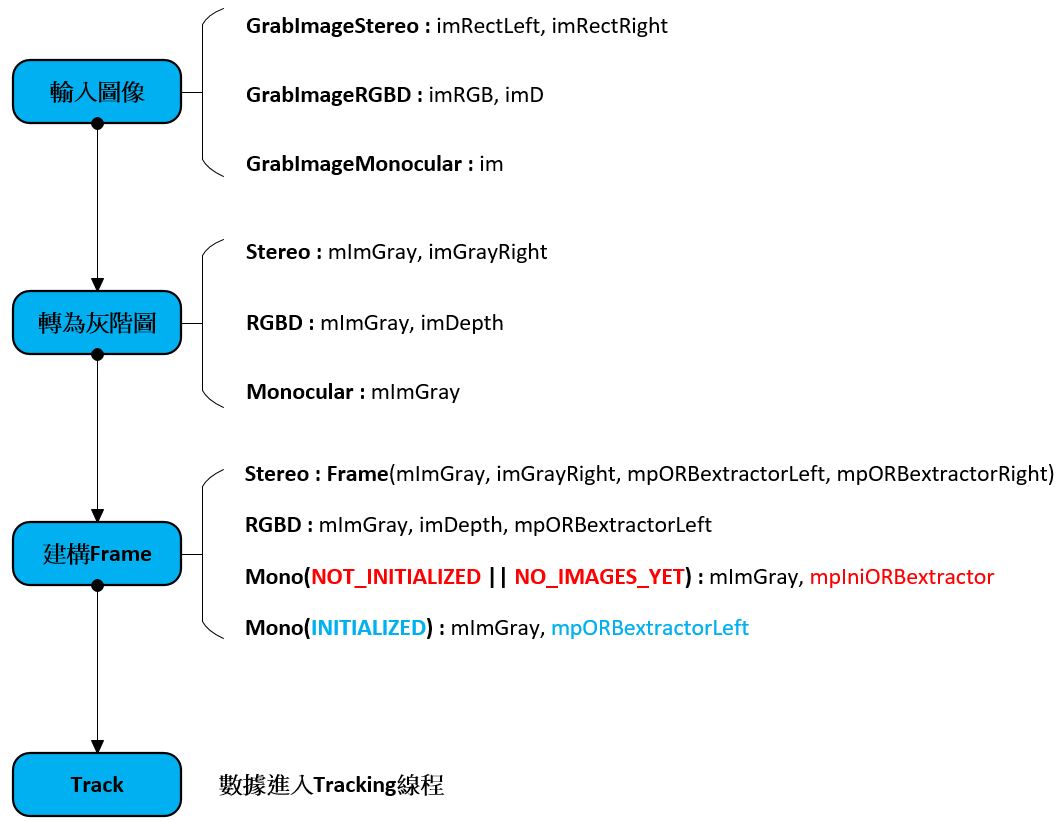 輸入圖像
GrabImageStereo : imRectLeft, imRectRight
GrabImageRGBD : imRGB, imD
GrabImageMonocular : im
轉為灰階圖
Stereo : mImGray, imGrayRight
RGBD : mImGray, imDepth
Monocular : mImGray
建構Frame
Stereo : Frame(mImGray, imGrayRight, mpORBextractorLeft, mpORBextractorRight)
RGBD : mImGray, imDepth, mpORBextractorLeft
Mono(NOT_INITIALIZED || NO_IMAGES_YET) : mImGray, mpIniORBextractor
Mono(INITIALIZED) : mImGray, mpORBextractorLeft
Track
數據進入Tracking線程